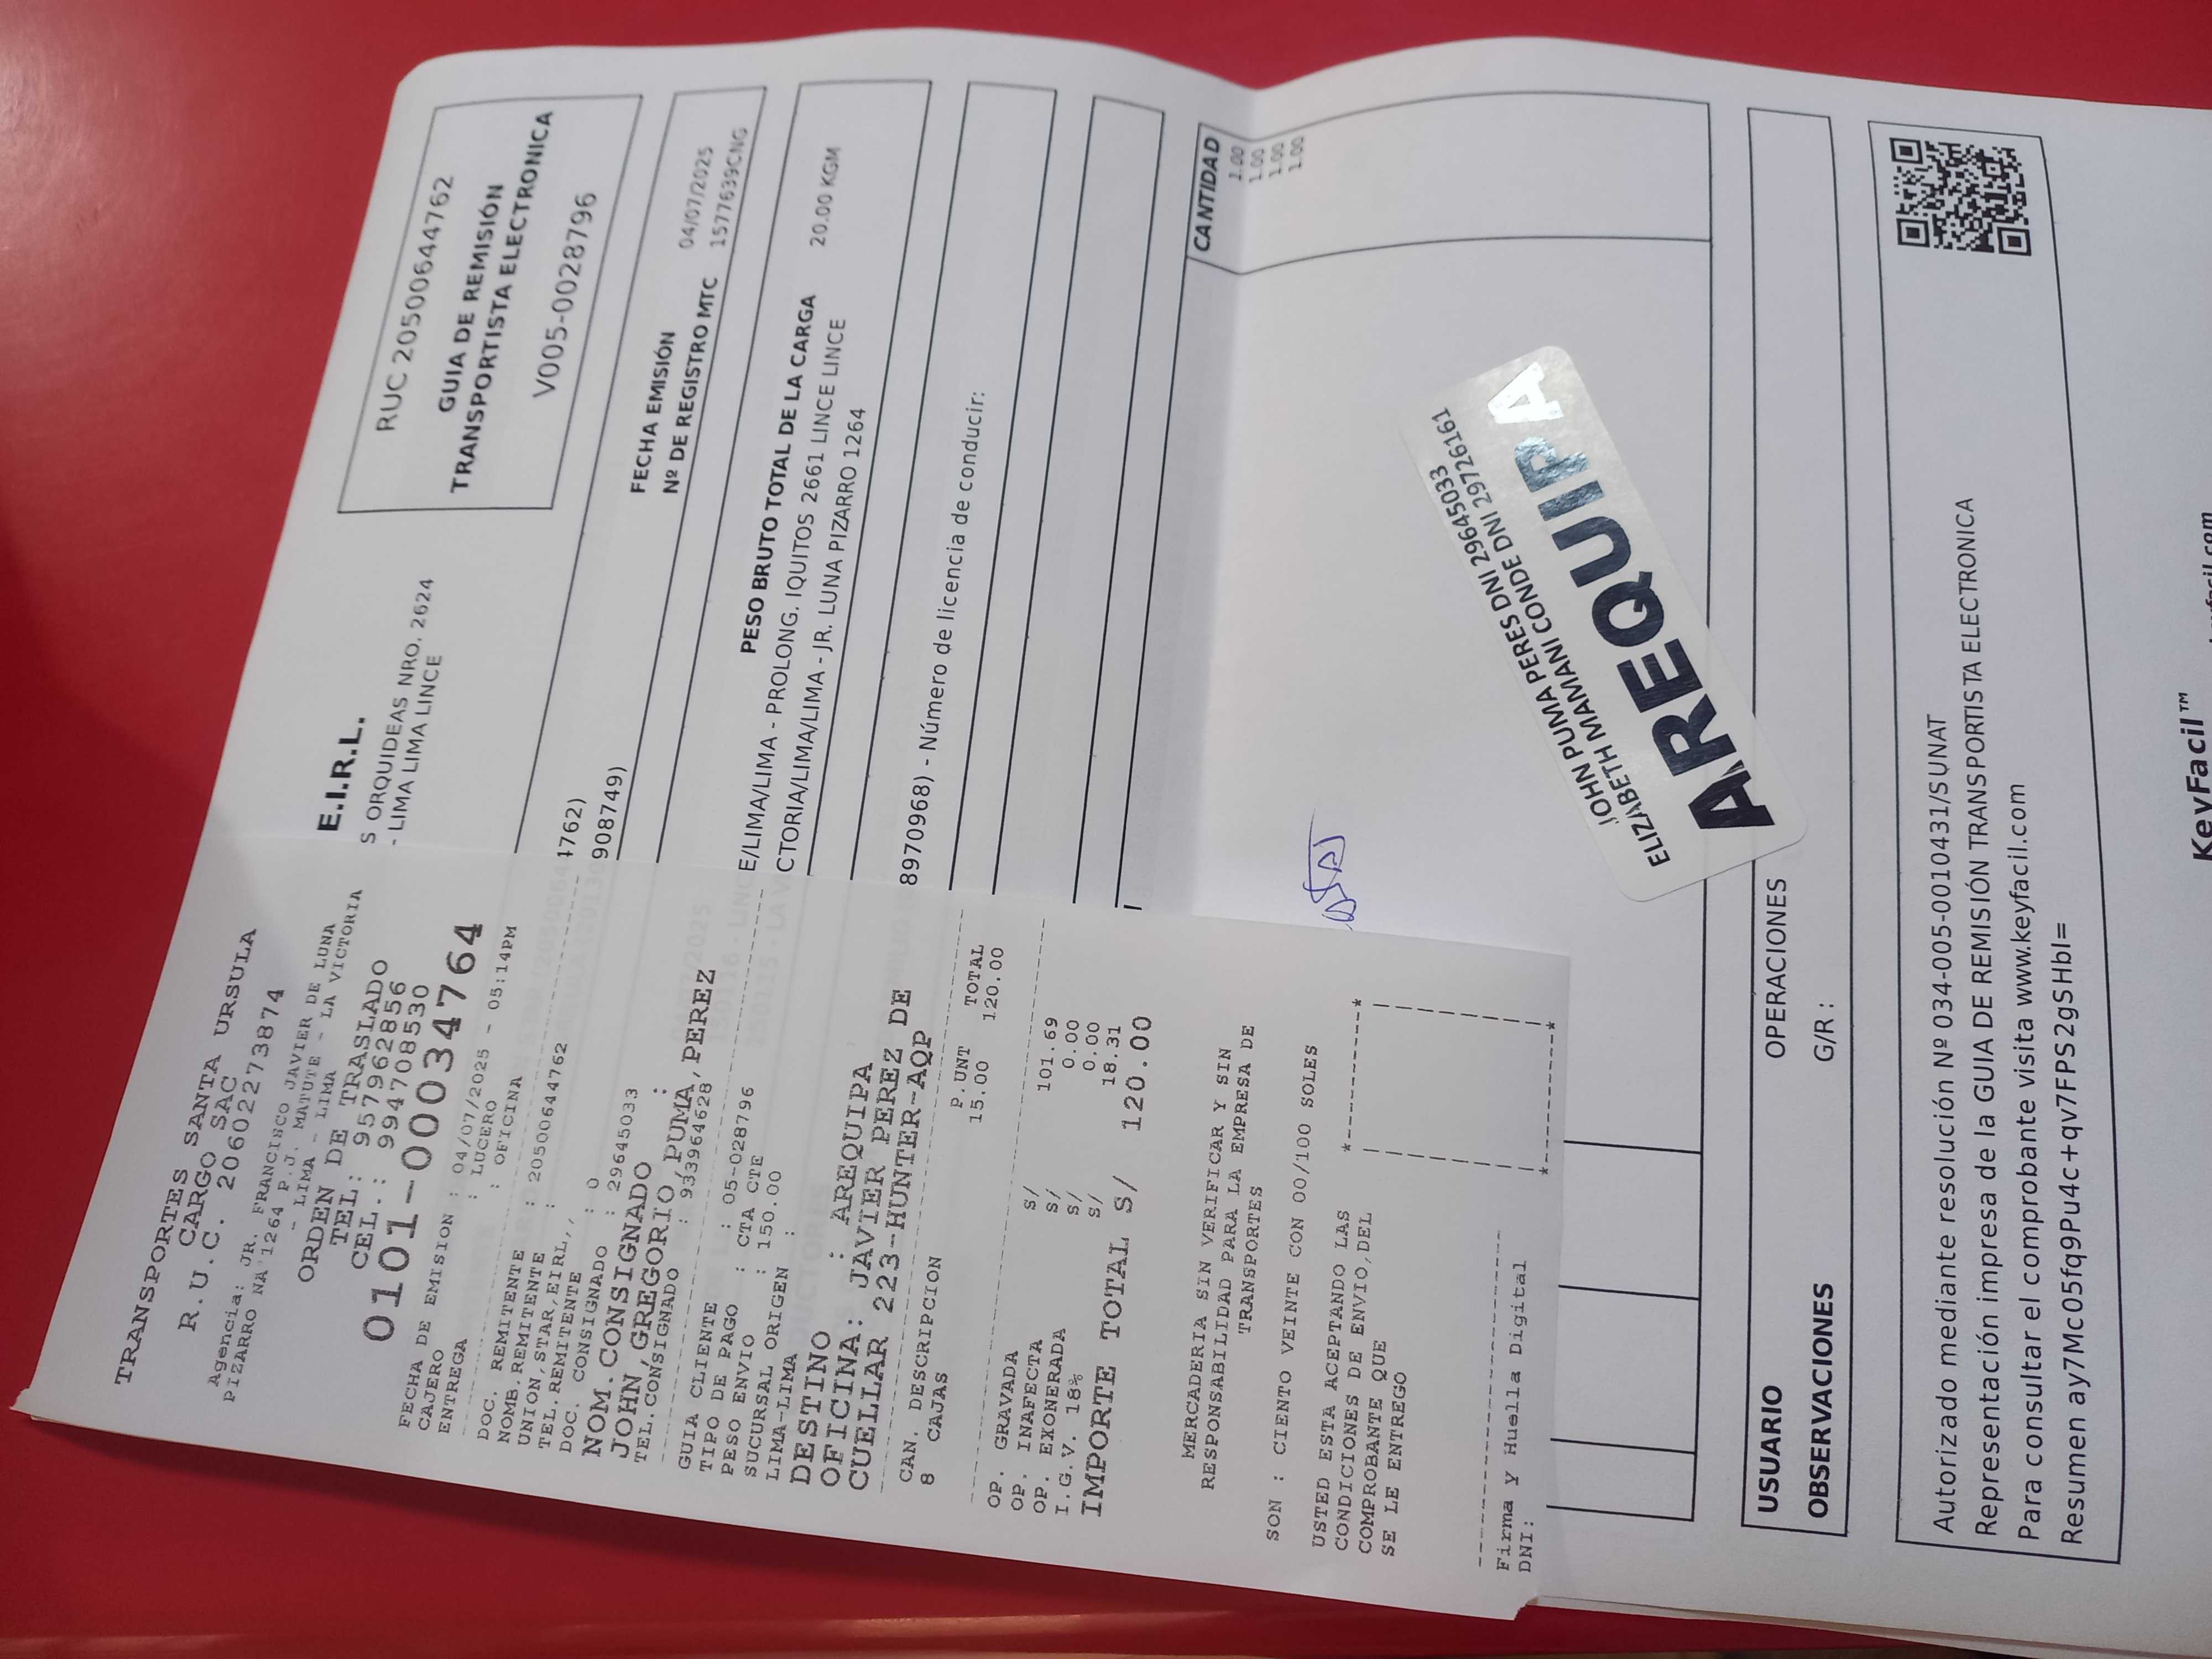 TRANSPORTES SANTA URSULA
CARGO SAC
R.U.C. 20602273874
Agencia: JR. FRANCISCO JAVIER DE LUNA
PIZARRO NA 1264 P.J. MATUTE - LA VICTORIA
- LIMA - LIMA
ORDEN DE TRASLADO
TEL: 957962856
CEL.: 994708530
0101-00034764
FECHA DE EMISION : 04/07/2025 - 05:14PM
CAJERO : LUCERO
ENTREGA : OFICINA
DOC. REMITENTE : 20500644762
NOMB.REMITENTE :
UNION,STAR,EIRL,,
TEL.REMITENTE : 0
DOC. CONSIGNADO : 29645033
NOM.CONSIGNADO :
JOHN,GREGORIO,PUMA,PEREZ
TEL.CONSIGNADO : 933964628
GUIA CLIENTE : 05-028796
TIPO DE PAGO : CTA CTE
PESO ENVIO : 150.00
SUCURSAL ORIGEN :
LIMA-LIMA
DESTINO : AREQUIPA
OFICINA: JAVIER PEREZ DE
CUELLAR 223-HUNTER-AQP
CAN. DESCRIPCION P.UNT TOTAL
8 CAJAS 15.00 120.00
OP. GRAVADA S/ 101.69
OP. INAFECTA S/ 0.00
OP. EXONERADA S/ 0.00
I.G.V. 18% S/ 18.31
IMPORTE TOTAL S/ 120.00
MERCADERIA SIN VERIFICAR Y SIN
RESPONSABILIDAD PARA LA EMPRESA DE
TRANSPORTES
SON : CIENTO VEINTE CON 00/100 SOLES
USTED ESTA ACEPTANDO LAS
CONDICIONES DE ENVIO,DEL
COMPROBANTE QUE
SE LE ENTREGO
Firma y Huella Digital
DNI:
E.I.R.L.
S ORQUIDEAS NRO. 2624
- LIMA LIMA LINCE
RUC 20500644762
GUIA DE REMISIÓN
TRANSPORTISTA ELECTRONICA
V005-0028796
4762)
908749)
FECHA EMISIÓN 04/07/2025
Nº DE REGISTRO MTC 1577639CNG
PESO BRUTO TOTAL DE LA CARGA 20.00 KGM
E/LIMA/LIMA - PROLONG. IQUITOS 2661 LINCE LINCE
CTORIA/LIMA/LIMA - JR. LUNA PIZARRO 1264
8970968) - Número de licencia de conducir:
CANTIDAD
1.00
1.00
1.00
1.00
JOHN PUMA PERES DNI 29645033
ELIZABETH MAMANI CONDE DNI 29726161
AREQUIPA
USUARIO OPERACIONES
OBSERVACIONES G/R :
Autorizado mediante resolución Nº 034-005-0010431/SUNAT
Representación impresa de la GUIA DE REMISIÓN TRANSPORTISTA ELECTRONICA
Para consultar el comprobante visita www.keyfacil.com
Resumen ay7Mc05fq9Pu4c+qv7FPS2gSHbI=
KeyFacil™